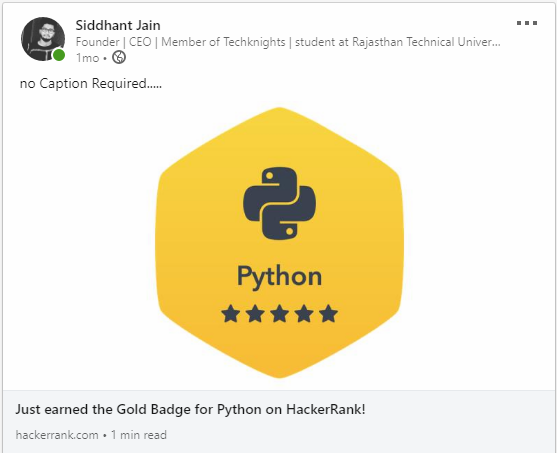 Siddhant Jain
Founder | CEO | Member of Techknights | student at Rajasthan Technical Univer...
1mo •
no Caption Required.....
Python
Just earned the Gold Badge for Python on HackerRank!
hackerrank.com • 1 min read